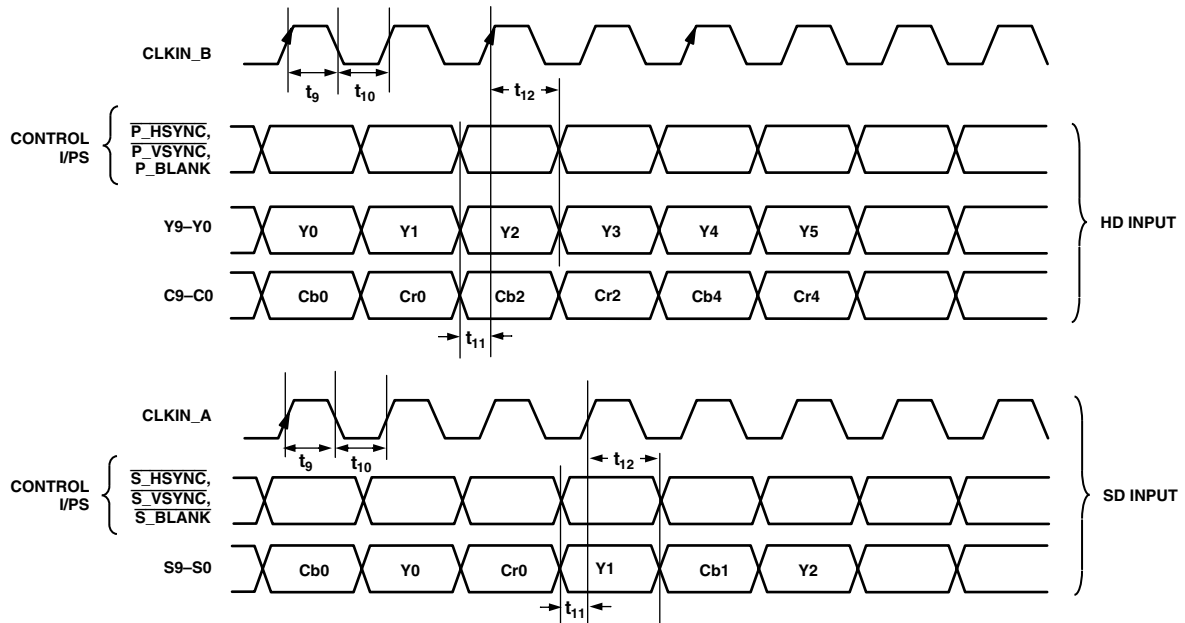 CLKIN_B
t9 t10 t12
CONTROL I/PS
P_HSYNC,
P_VSYNC,
P_BLANK
HD INPUT
Y9–Y0 Y0 Y1 Y2 Y3 Y4 Y5
C9–C0 Cb0 Cr0 Cb2 Cr2 Cb4 Cr4
t11
CLKIN_A
t9 t10 t12
CONTROL I/PS
S_HSYNC,
S_VSYNC,
S_BLANK
SD INPUT
S9–S0 Cb0 Y0 Cr0 Y1 Cb1 Y2
t11